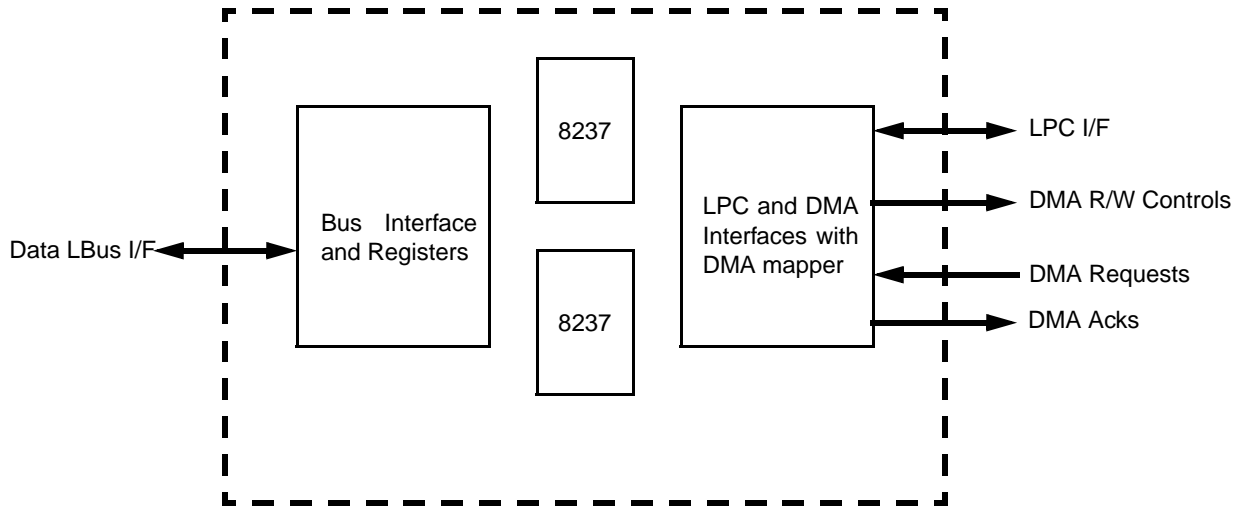 Data LBus I/F
Bus Interface
and Registers
8237
8237
LPC and DMA
Interfaces with
DMA mapper
LPC I/F
DMA R/W Controls
DMA Requests
DMA Acks